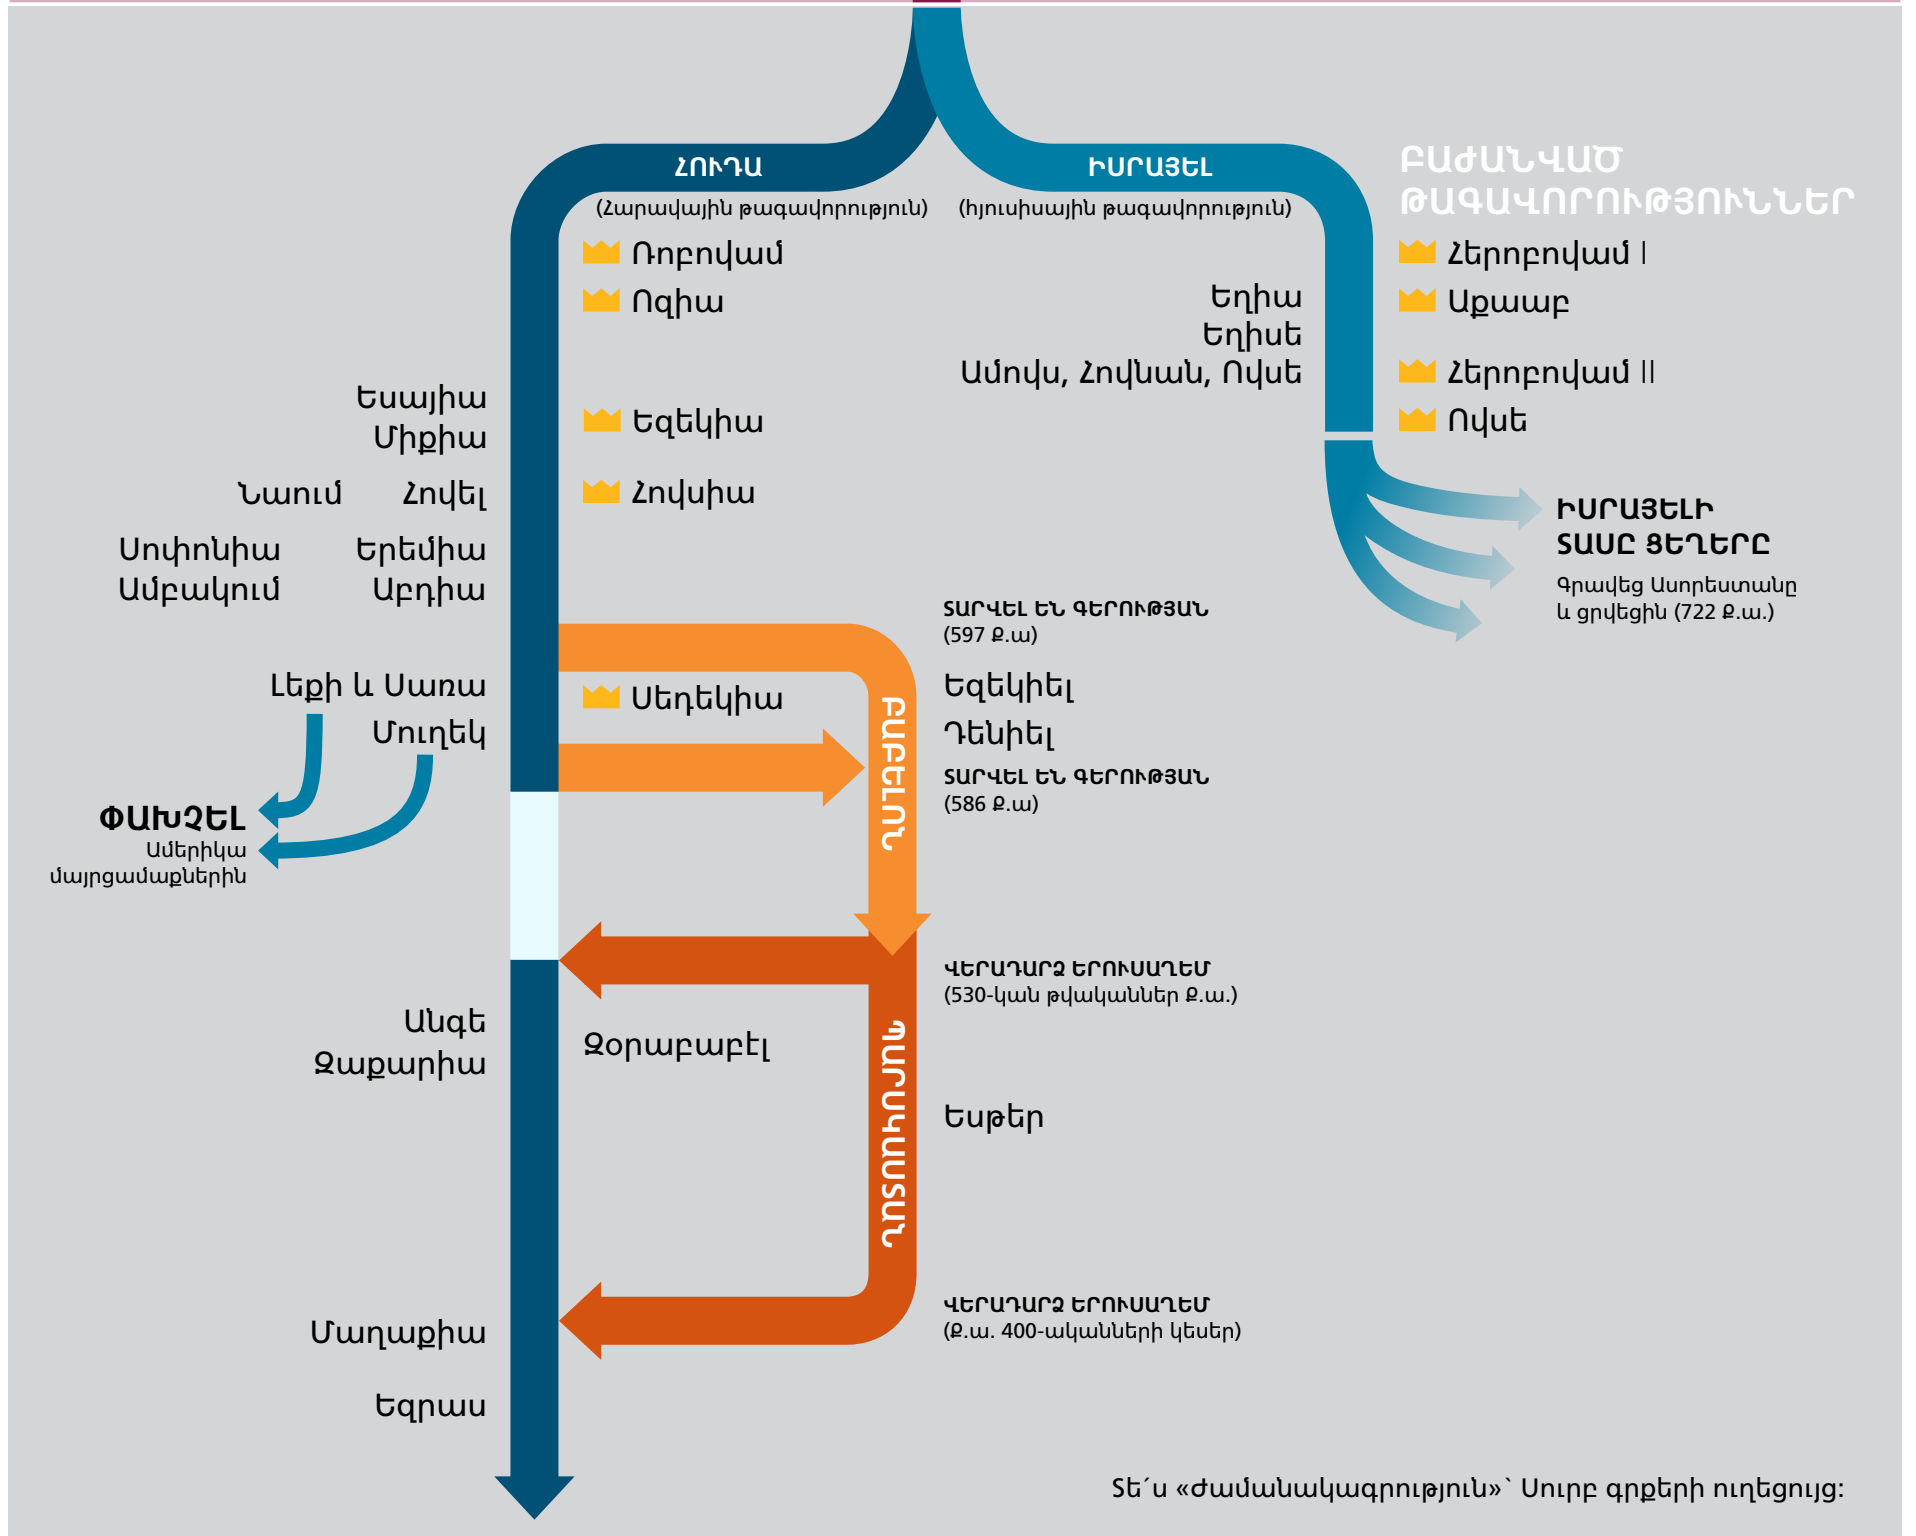 ՀՈՒԴԱ
(Հարավային թագավորություն)
ԻՍՐԱՅԵԼ
(հյուսիսային թագավորություն)
ԲԱԺԱՆՎԱԾ
ԹԱԳԱՎՈՐՈՒԹՅՈՒՆՆԵՐ
Ռոբովամ
Ոզիա
Եղիա
Եղիսե
Ամովս, Հովնան, Ովսե
Հերոբովամ I
Աքաաբ
Հերոբովամ II
Ովսե
Եսայիա
Միքիա
Եզեկիա
Նաում Հովել
Հովսիա
Սոփոնիա Երեմիա
Ամբակում Աբդիա
ԻՍՐԱՅԵԼԻ
ՏԱՍԸ ՑԵՂԵՐԸ
Գրավեց Ասորեստանը
և ցրվեցին (722 Ք.ա.)
ՏԱՐՎԵԼ ԵՆ ԳԵՐՈՒԹՅԱՆ
(597 Ք.ա)
Լեքի և Սառա
Մուղեկ
Սեդեկիա
ԲԱԲԵԼՈՆ
Եզեկիել
Դենիել
ՏԱՐՎԵԼ ԵՆ ԳԵՐՈՒԹՅԱՆ
(586 Ք.ա)
ՓԱԽՉԵԼ
Ամերիկա
մայրցամաքներին
ՎԵՐԱԴԱՐՁ ԵՐՈՒՍԱՂԵՄ
(530-կան թվականներ Ք.ա.)
Անգե
Զաքարիա
Զօրաբաբէլ
Եսթեր
ՎԵՐԱԴԱՐՁ ԵՐՈՒՍԱՂԵՄ
(Ք.ա. 400-ականների կեսեր)
Մաղաքիա
Եզրաս
Տե՛ս «Ժամանակագրություն»` Սուրբ գրքերի ուղեցույց: